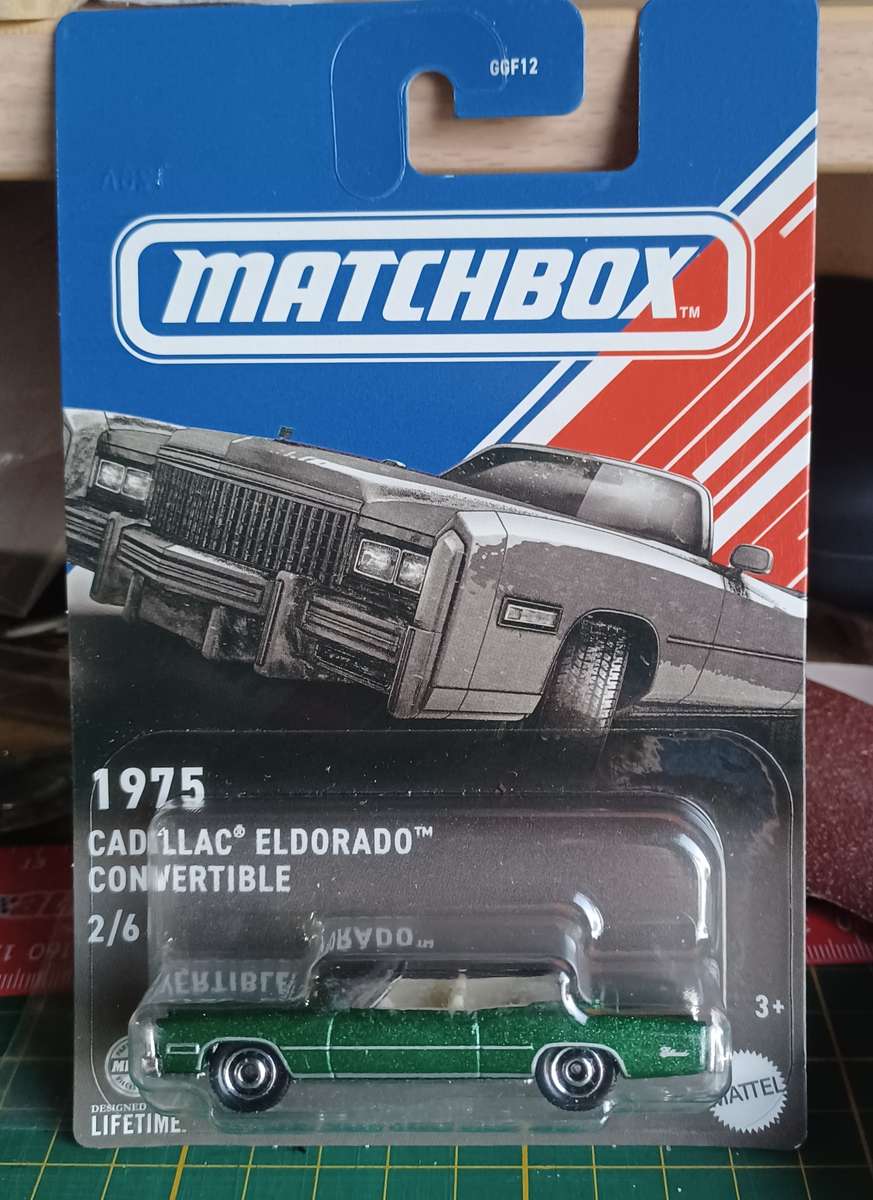 GGF12
MATCHBOX™
1975
CADILLAC® ELDORADO™
CONVERTIBLE
2/6
3+
DESIGNED
LIFETIME
MATTEL